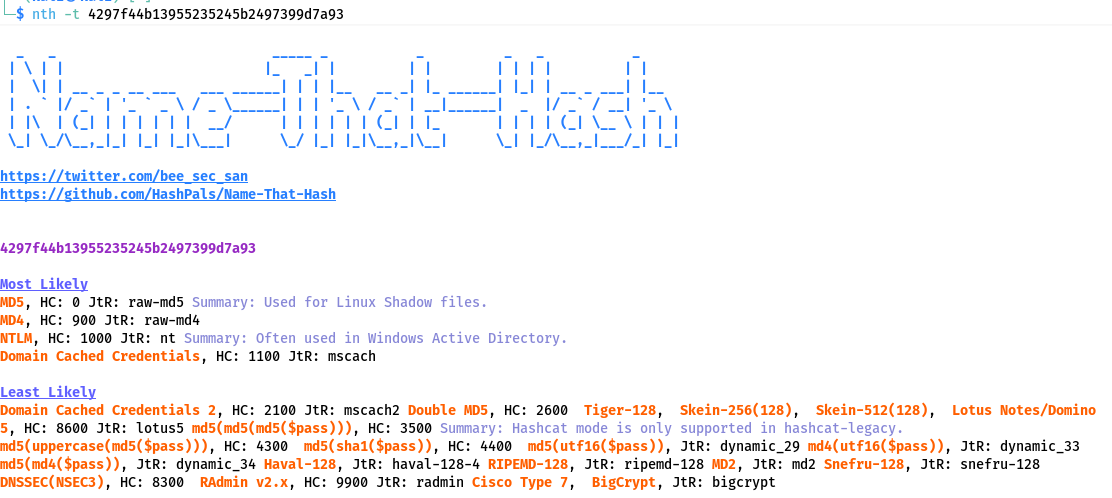 $ nth -t 4297f44b13955235245b2497399d7a93
Name-That-Hash
https://twitter.com/bee_sec_san
https://github.com/HashPals/Name-That-Hash
4297f44b13955235245b2497399d7a93
Most Likely
MD5, HC: 0 JtR: raw-md5 Summary: Used for Linux Shadow files.
MD4, HC: 900 JtR: raw-md4
NTLM, HC: 1000 JtR: nt Summary: Often used in Windows Active Directory.
Domain Cached Credentials, HC: 1100 JtR: mscach
Least Likely
Domain Cached Credentials 2, HC: 2100 JtR: mscach2 Double MD5, HC: 2600  Tiger-128,  Skein-256(128),  Skein-512(128),  Lotus Notes/Domino
5, HC: 8600 JtR: lotus5 md5(md5(md5($pass))), HC: 3500 Summary: Hashcat mode is only supported in hashcat-legacy.
md5(uppercase(md5($pass))), HC: 4300  md5(sha1($pass)), HC: 4400  md5(utf16($pass)), JtR: dynamic_29 md4(utf16($pass)), JtR: dynamic_33
md5(md4($pass)), JtR: dynamic_34 Haval-128, JtR: haval-128-4 RIPEMD-128, JtR: ripemd-128 MD2, JtR: md2 Snefru-128, JtR: snefru-128
DNSSEC(NSEC3), HC: 8300  RAdmin v2.x, HC: 9900 JtR: radmin Cisco Type 7,  BigCrypt, JtR: bigcrypt